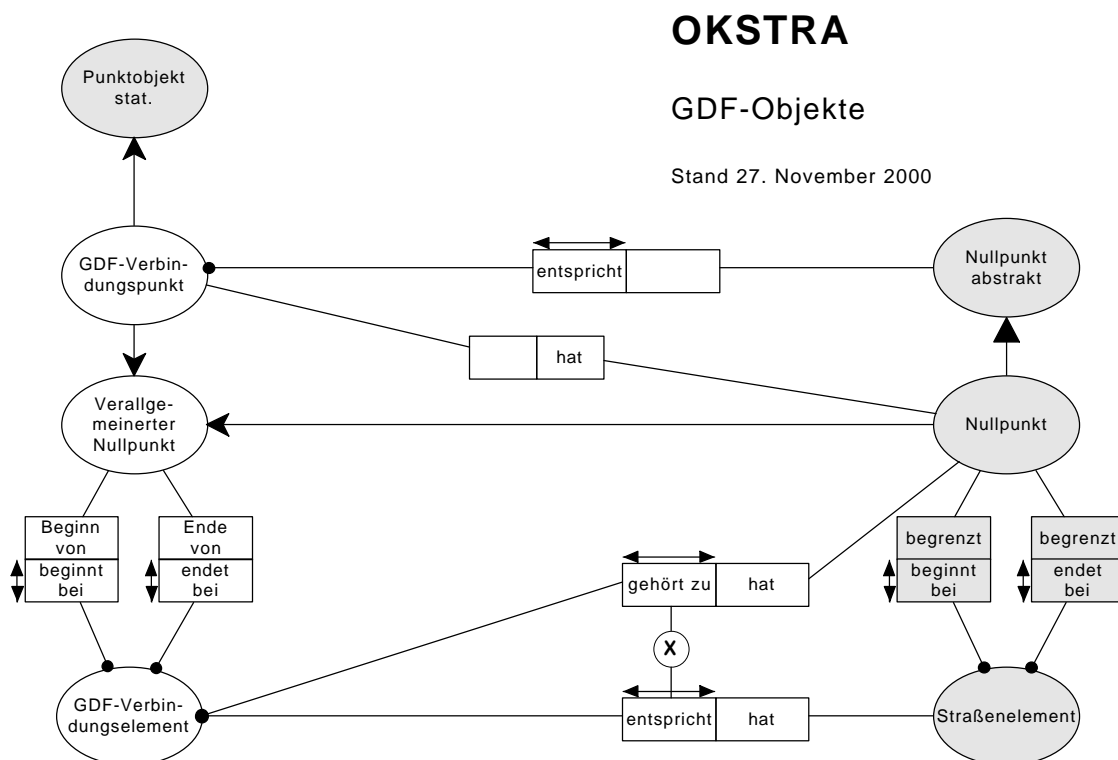 OKSTRA
Punktobjekt
stat.
GDF-Objekte
Stand 27. November 2000
GDF-Verbin-
dungspunkt
entspricht
Nullpunkt
abstrakt
hat
Verallge-
meinerter
Nullpunkt
Nullpunkt
Beginn
von
beginnt
bei
Ende
von
endet
bei
begrenzt
beginnt
bei
begrenzt
endet
bei
gehört zu
hat
X
GDF-Verbin-
dungselement
entspricht
hat
Straßenelement